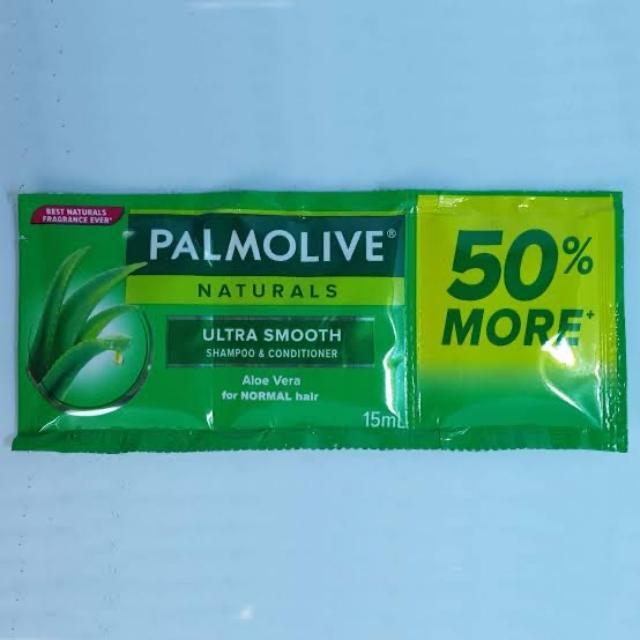 BEST NATURALS
FRAGRANCE EVER*
PALMOLIVE®
NATURALS
ULTRA SMOOTH
SHAMPOO & CONDITIONER
Aloe Vera
for NORMAL hair
15mL
50%
MORE+